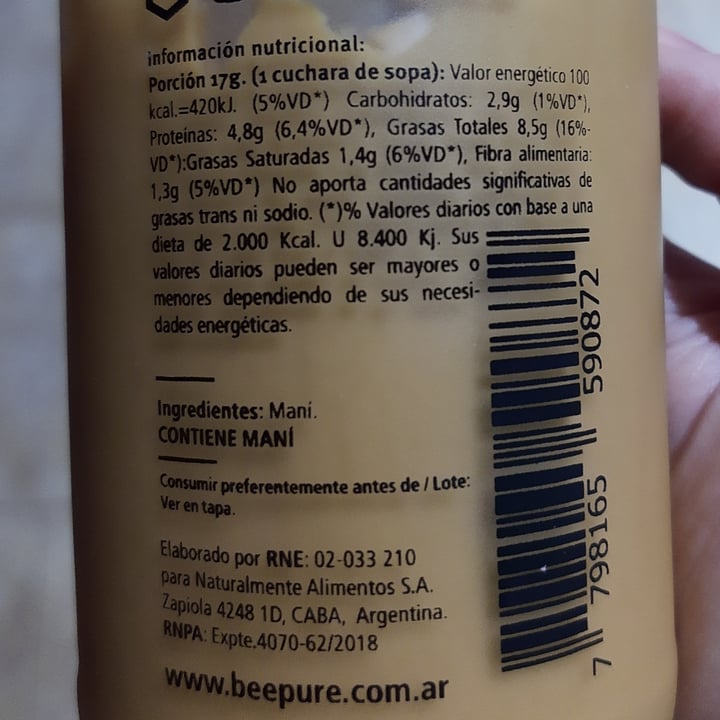 información nutricional:
Porción 17g. (1 cuchara de sopa): Valor energético 100
kcal.=420kJ. (5%VD*) Carbohidratos: 2,9g (1%VD*),
Proteínas: 4,8g (6,4%VD*), Grasas Totales 8,5g (16%-
VD*):Grasas Saturadas 1,4g (6%VD*), Fibra alimentaria:
1,3g (5%VD*) No aporta cantidades significativas de
grasas trans ni sodio. (*)% Valores diarios con base a una
dieta de 2.000 Kcal. U 8.400 Kj. Sus
valores diarios pueden ser mayores o
menores dependiendo de sus necesi-
dades energéticas.
Ingredientes: Maní.
CONTIENE MANÍ
Consumir preferentemente antes de / Lote:
Ver en tapa.
Elaborado por RNE: 02-033 210
para Naturalmente Alimentos S.A.
Zapiola 4248 1D, CABA, Argentina.
RNPA: Expte.4070-62/2018
www.beepure.com.ar
7 798165 590872